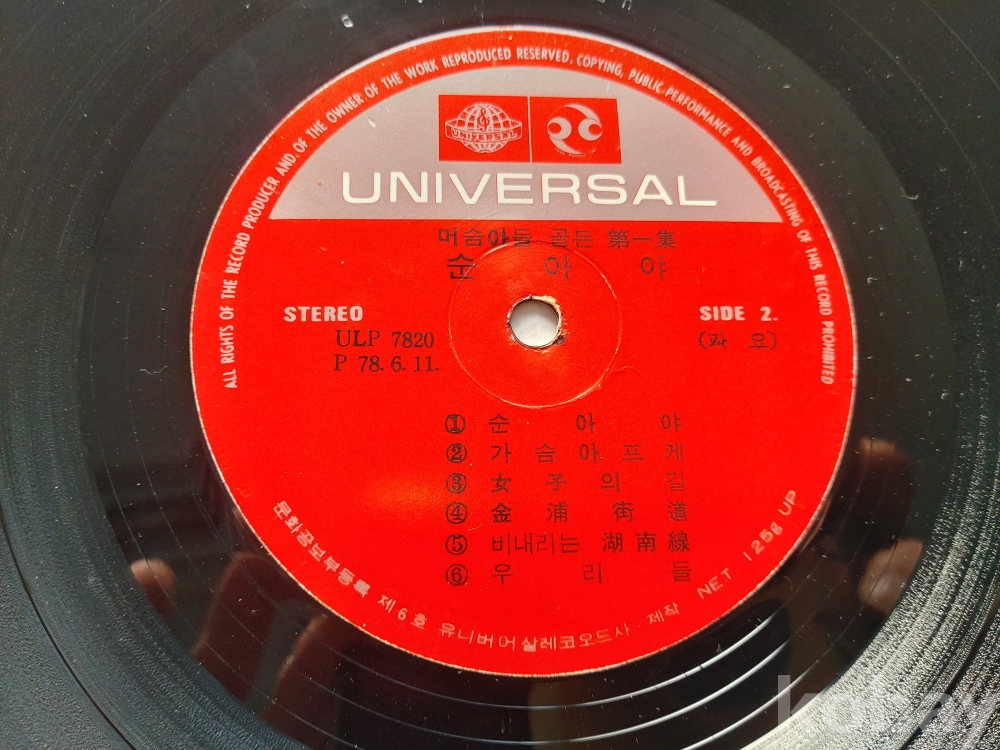 ALL RIGHTS OF THE RECORD PRODUCER AND OF THE OWNER OF THE WORK REPRODUCED RESERVED. COPYING, PUBLIC PERFORMANCE AND BROADCASTING OF THIS RECORD PROHIBITED
UNIVERSAL
UNIVERSAL
머슴아들 골든 第一集
순 아 야
STEREO
SIDE 2.
ULP 7820
(가 요)
P 78. 6. 11.
① 순 아 야
② 가 슴 아 프 게
③ 女 子 의 길
④ 金 浦 街 道
⑤ 비내리는 湖南線
⑥ 우 리 들
문화공보부등록 제6호 유니버어살레코오드사 · 제작 NET 125g UP
kobay